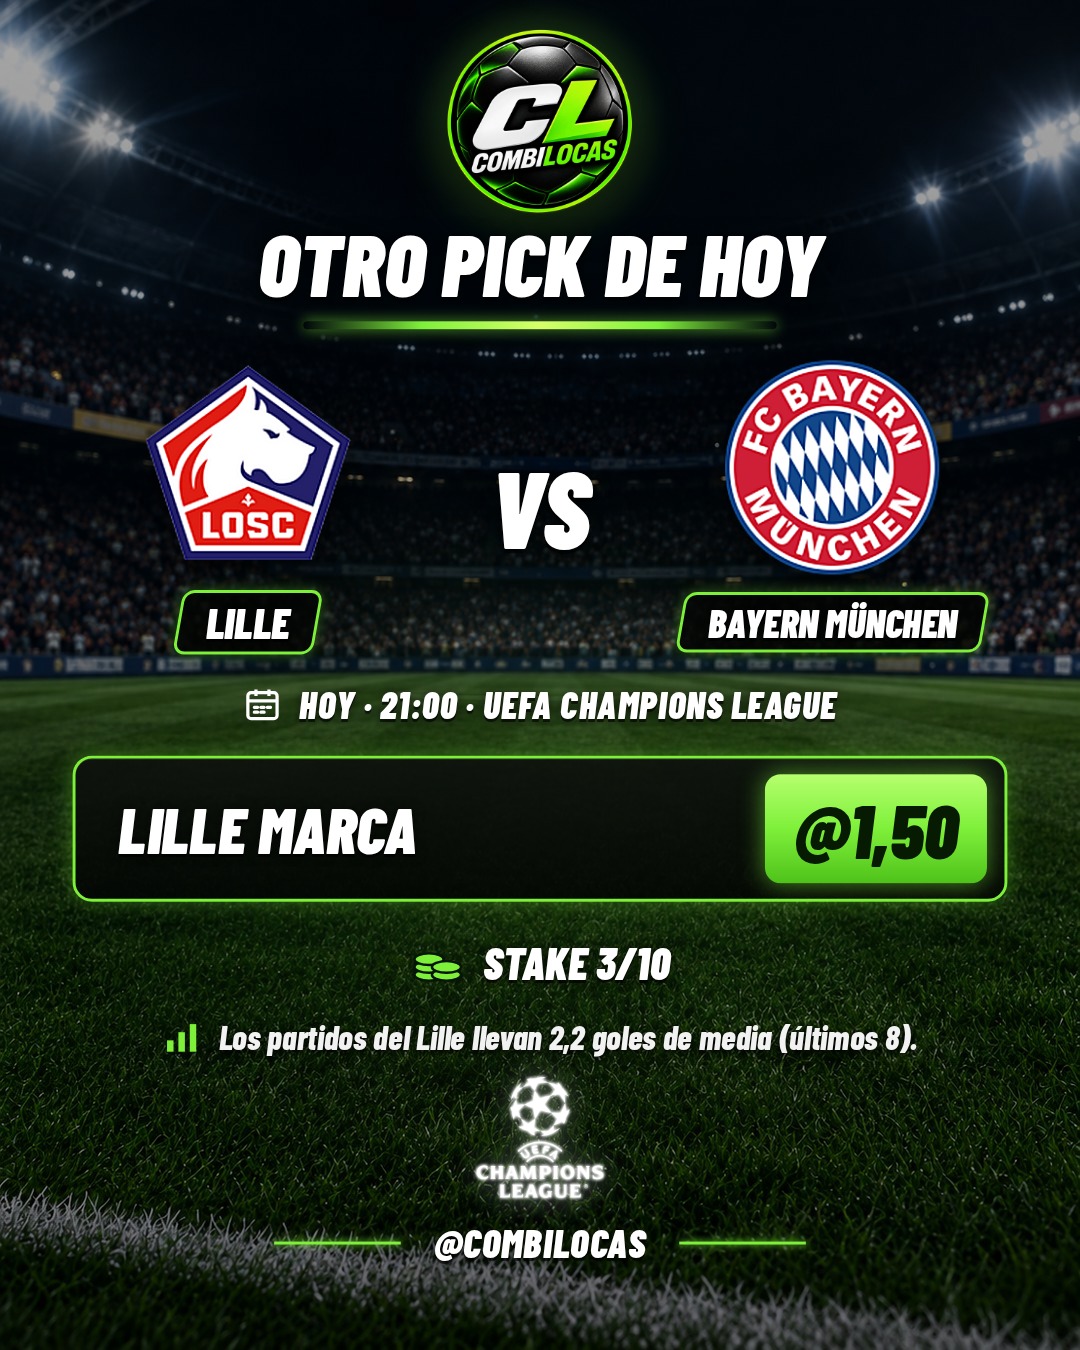 CL
COMBILOCAS
OTRO PICK DE HOY
LOSC
FC BAYERN
MÜNCHEN
VS
LILLE
BAYERN MÜNCHEN
HOY · 21:00 · UEFA CHAMPIONS LEAGUE
LILLE MARCA
@1,50
STAKE 3/10
Los partidos del Lille llevan 2,2 goles de media (últimos 8).
UEFA
CHAMPIONS
LEAGUE
@COMBILOCAS